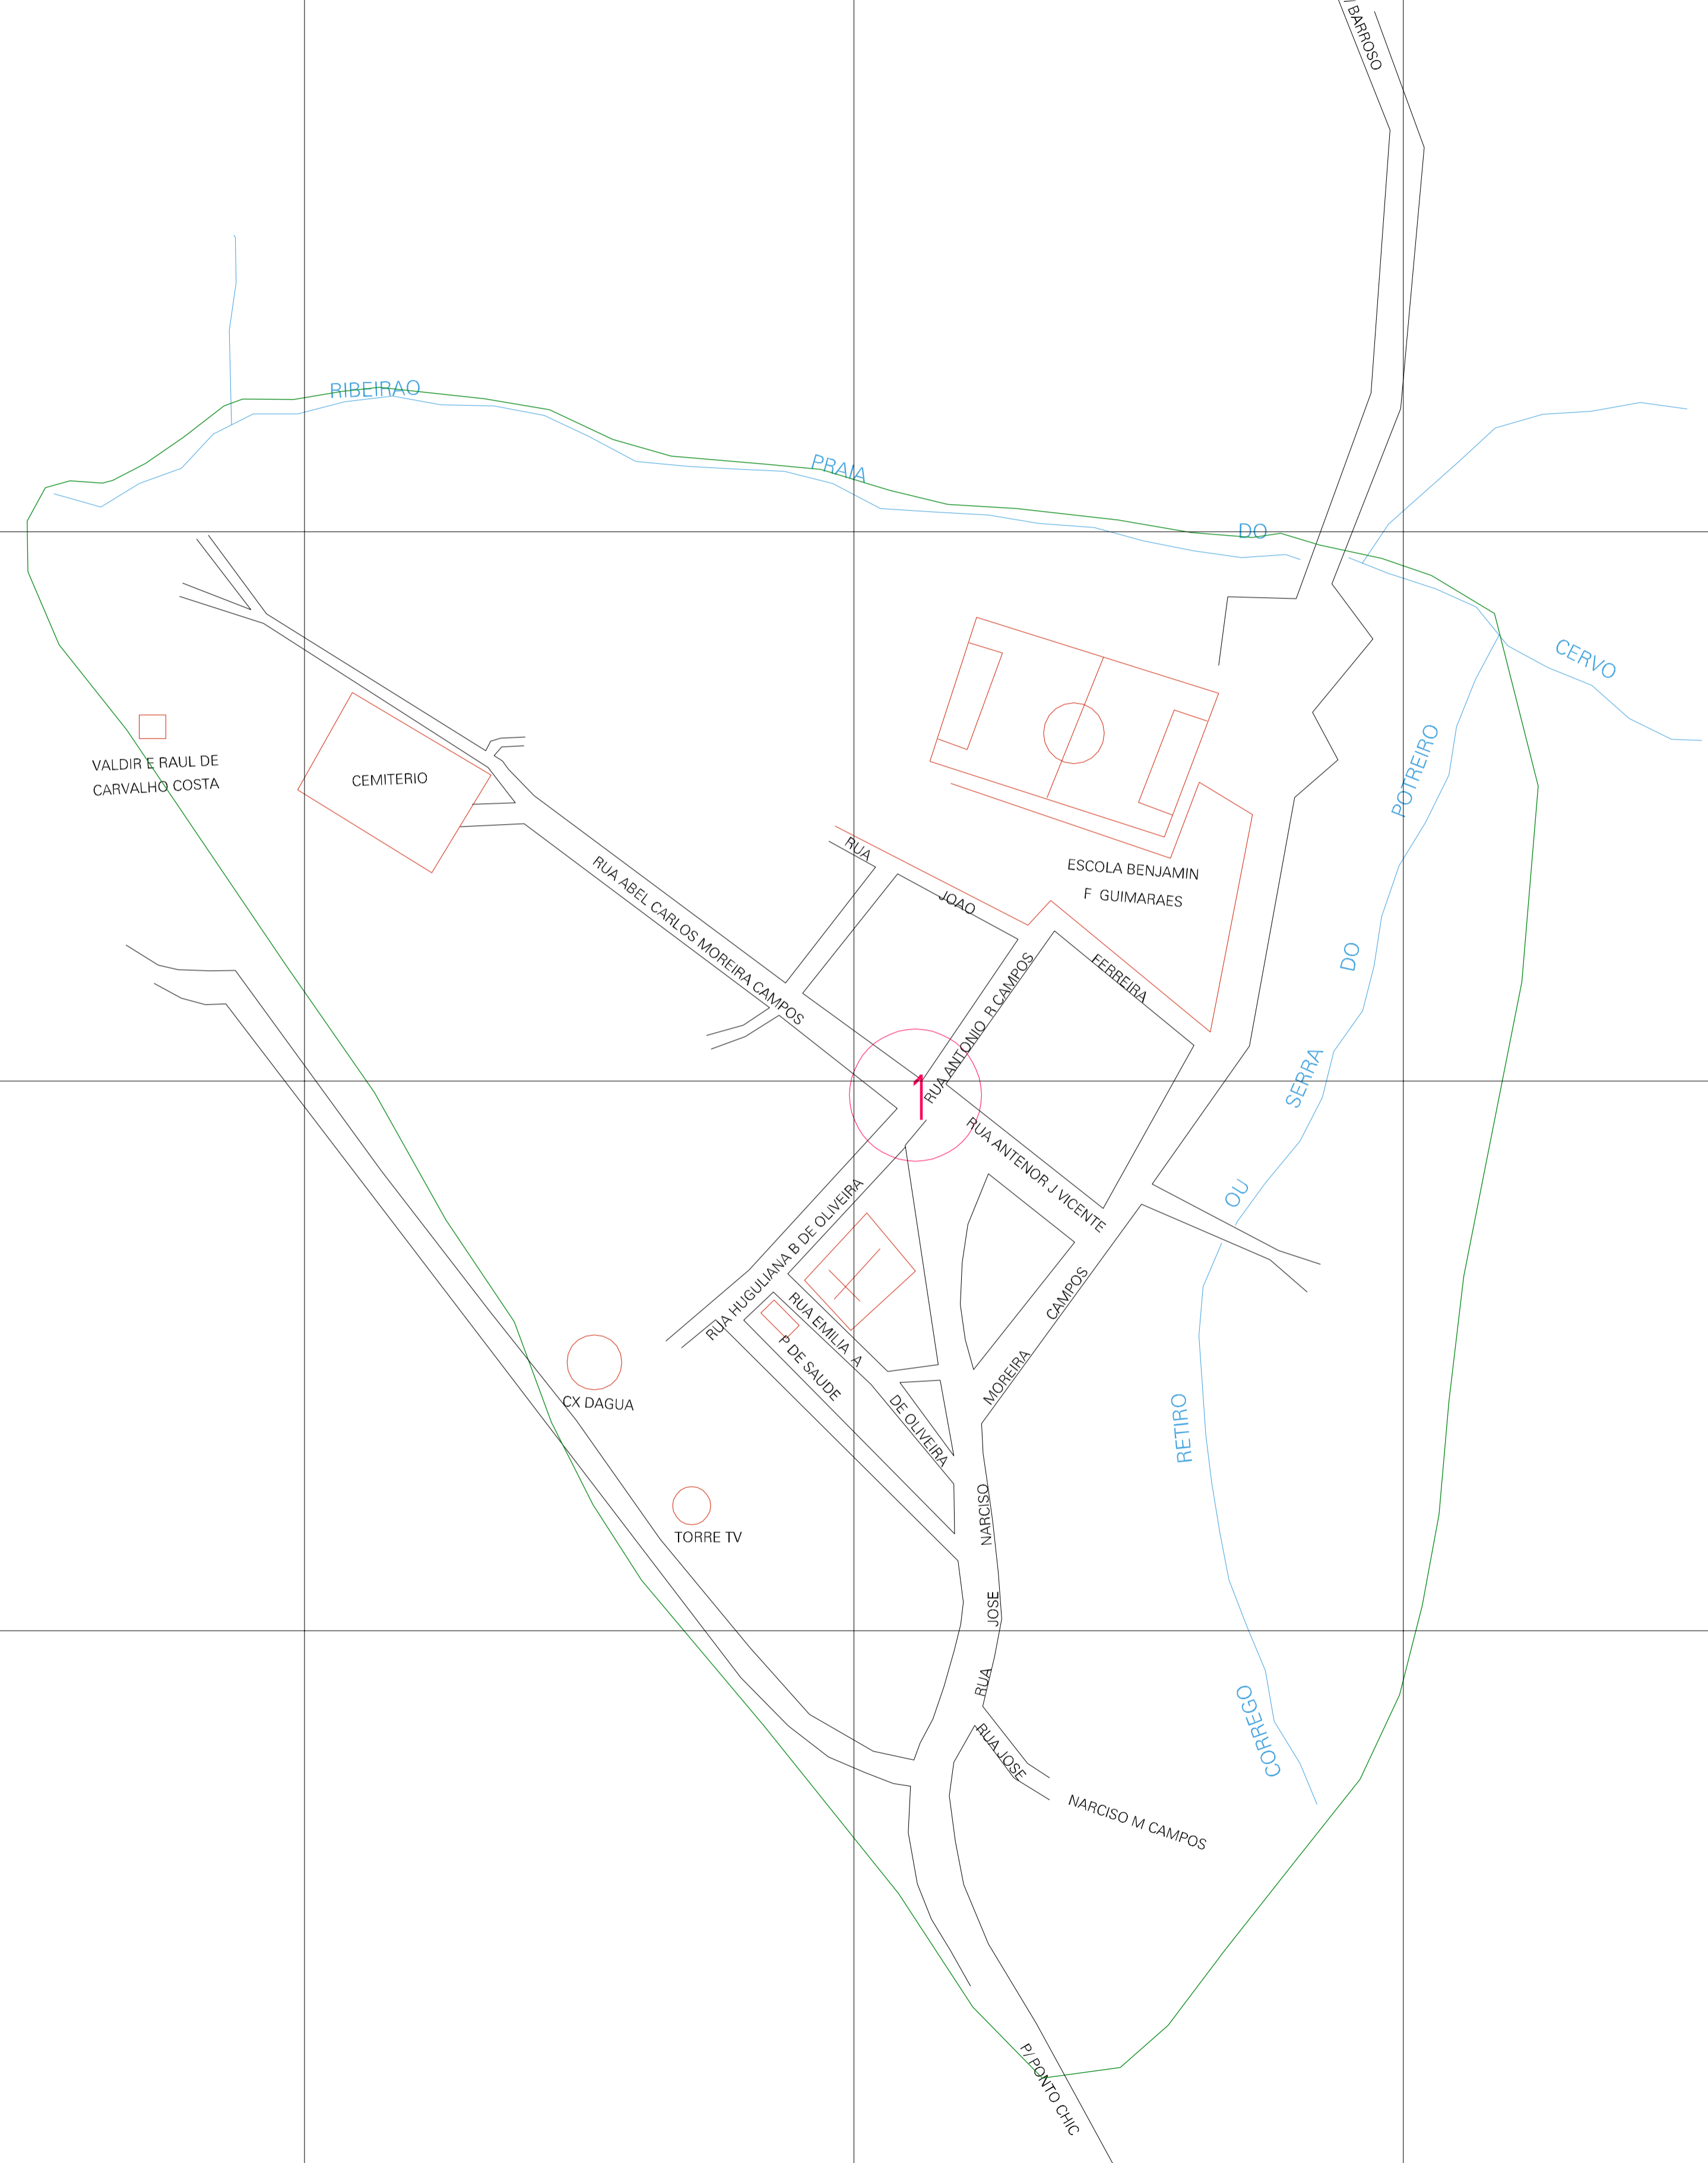 / BARROSO
RIBEIRAO
PRAIA
DO
CERVO
POTREIRO
DO
SERRA
OU
RETIRO
CORREGO
VALDIR E RAUL DE
CARVALHO COSTA
CEMITERIO
ESCOLA BENJAMIN
F GUIMARAES
RUA
JOAO
FERREIRA
RUA ABEL CARLOS MOREIRA CAMPOS
RUA ANTONIO R CAMPOS
1
RUA ANTENOR J VICENTE
RUA HUGULIANA B DE OLIVEIRA
RUA EMILIA A
DE OLIVEIRA
P DE SAUDE
CX DAGUA
TORRE TV
CAMPOS
MOREIRA
NARCISO
JOSE
RUA
RUA JOSE
NARCISO M CAMPOS
P/ PONTO CHIC